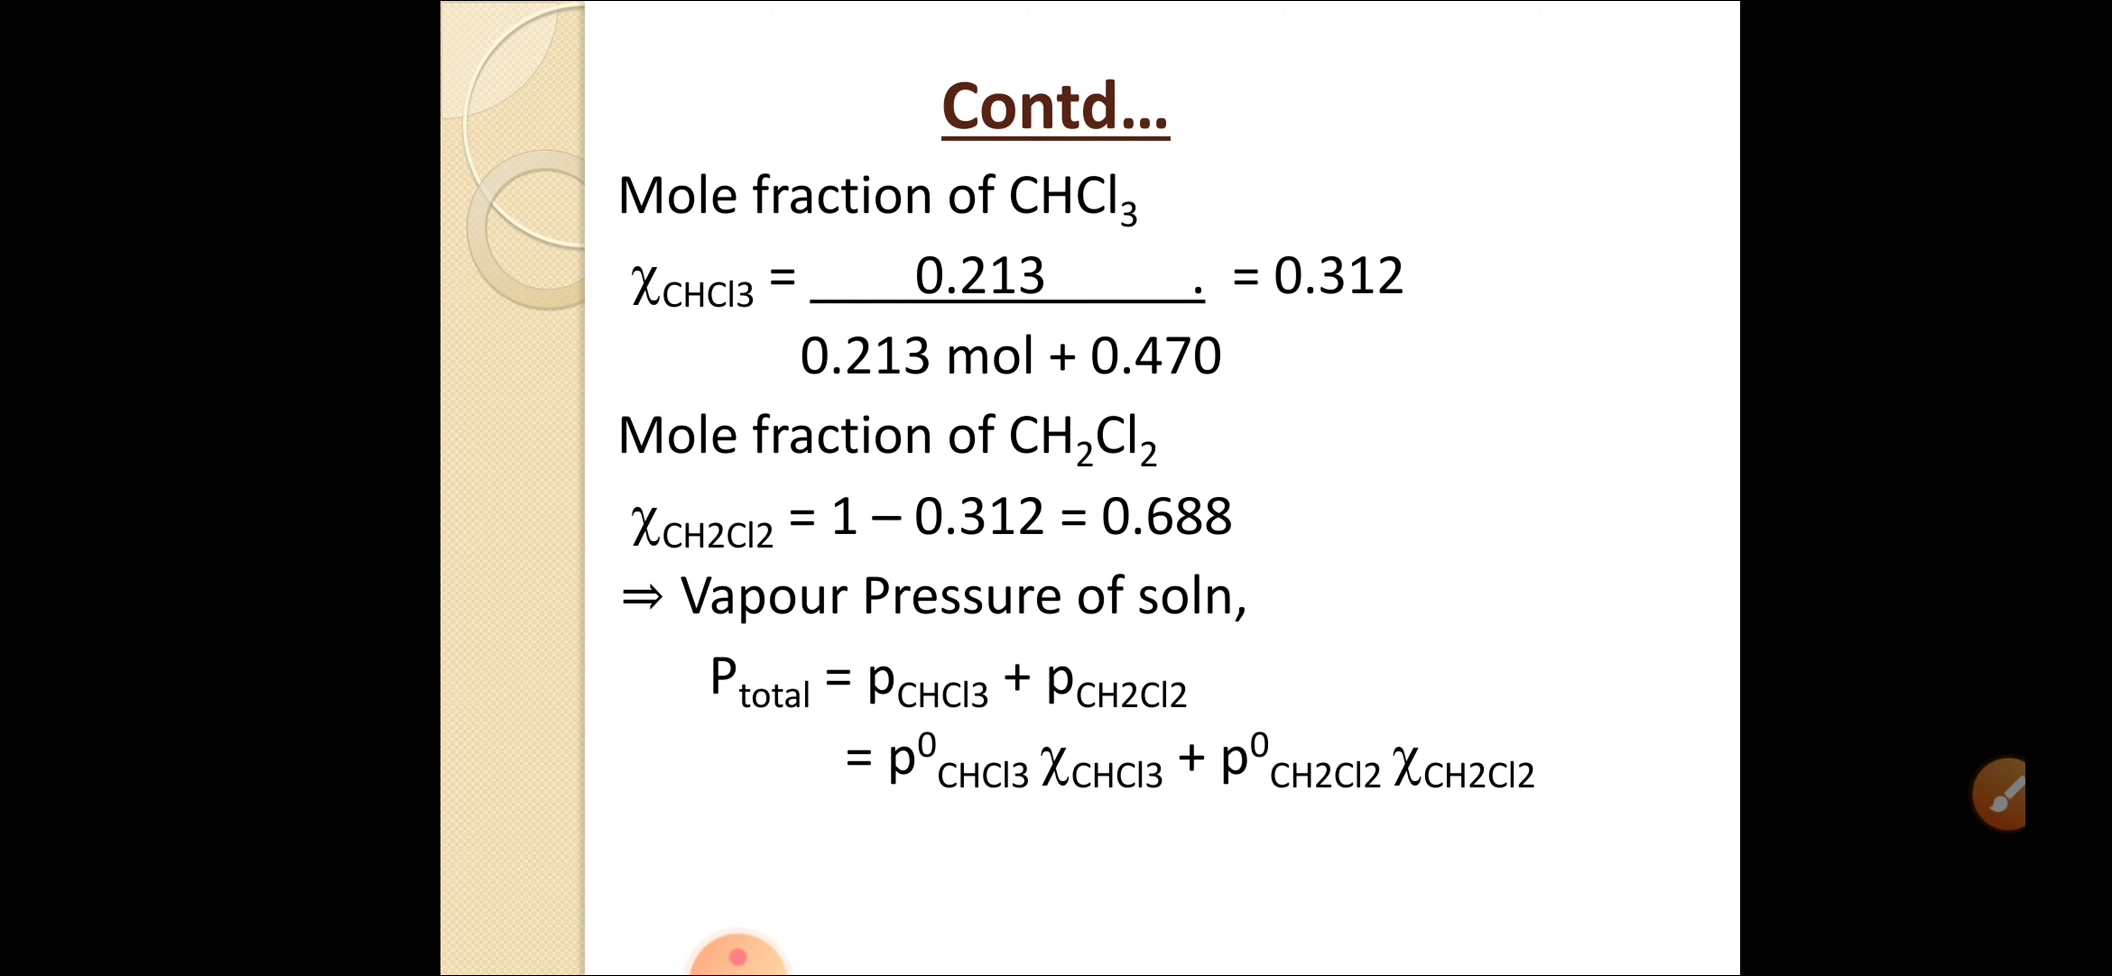 Contd...
Mole fraction of CHCl₃
χCHCl3 = 0.213 . = 0.312
0.213 mol + 0.470
Mole fraction of CH₂Cl₂
χCH2Cl2 = 1 – 0.312 = 0.688
⇒ Vapour Pressure of soln,
Ptotal = pCHCl3 + pCH2Cl2
= p⁰CHCl3 χCHCl3 + p⁰CH2Cl2 χCH2Cl2